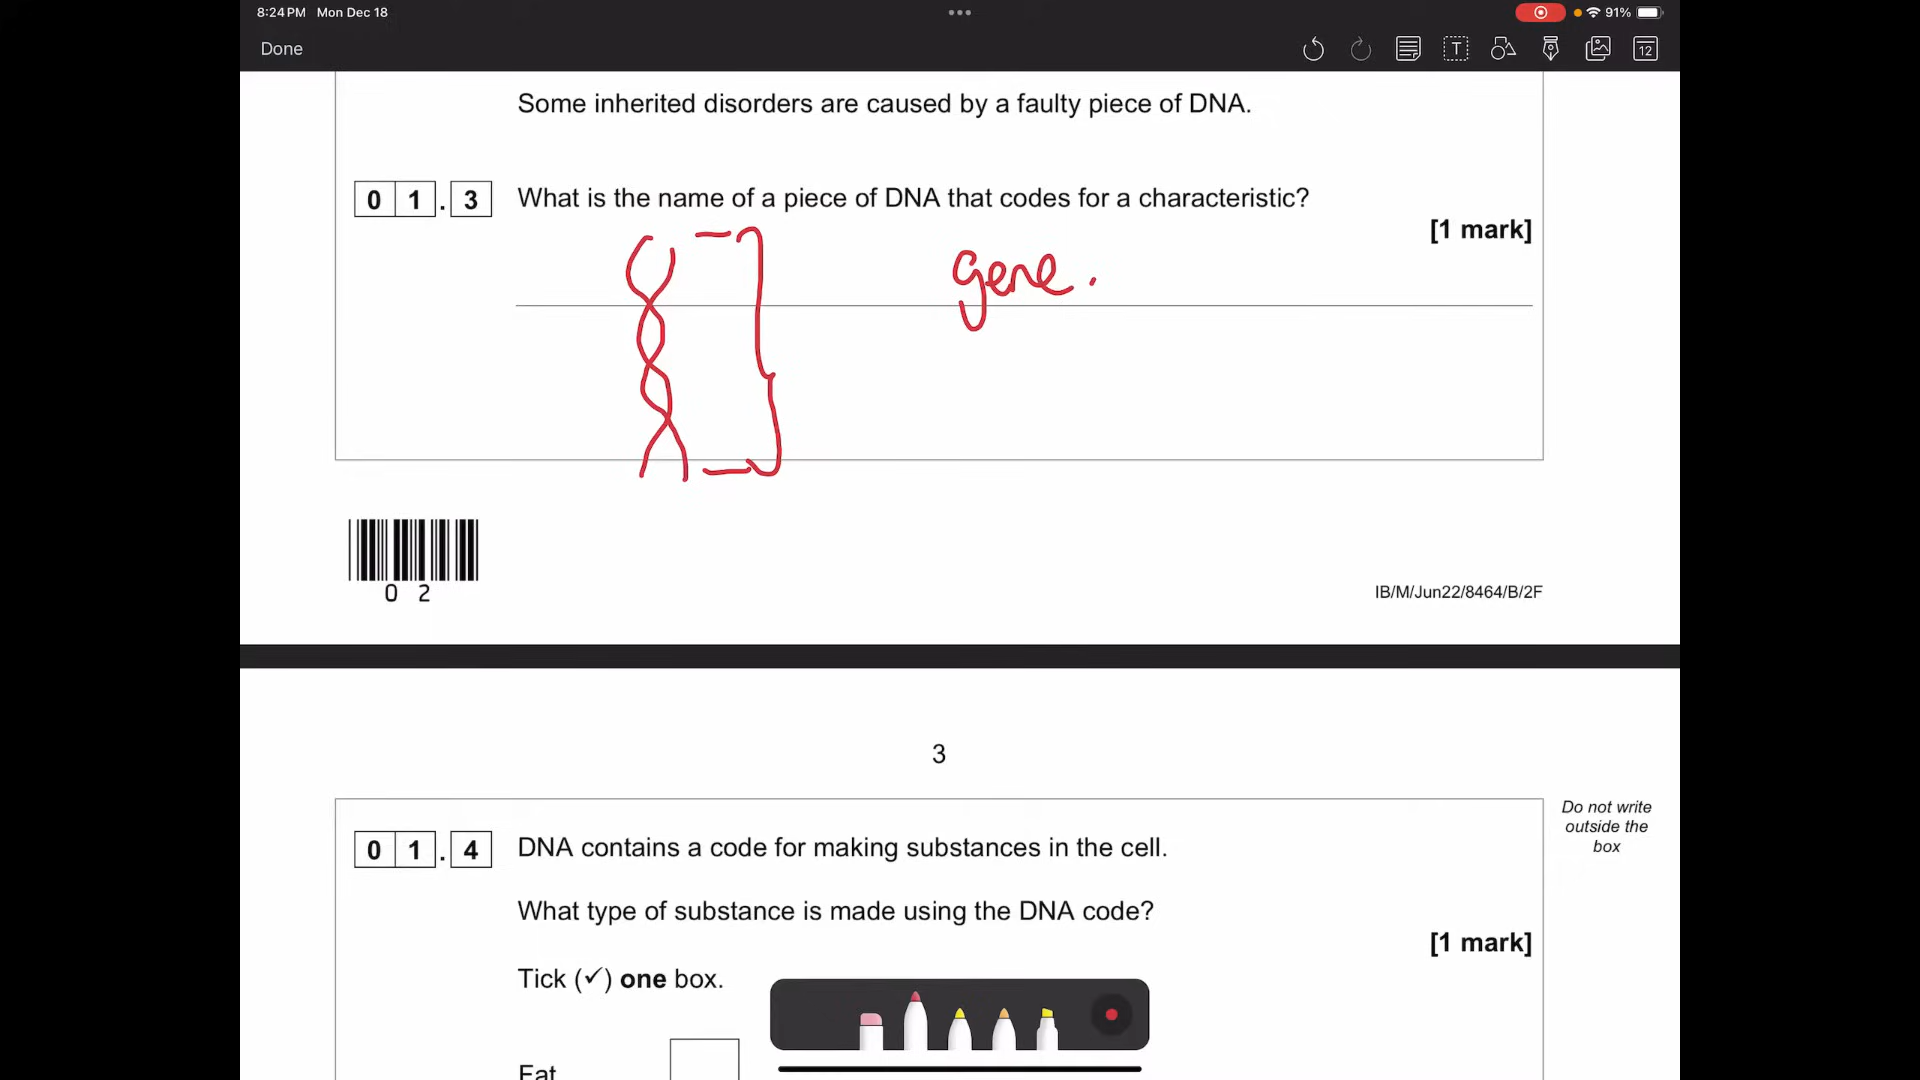 8:24 PM Mon Dec 18
91%
Done
T
12
Some inherited disorders are caused by a faulty piece of DNA.
0 1 . 3 What is the name of a piece of DNA that codes for a characteristic?
[1 mark]
gene.
0 2
IB/M/Jun22/8464/B/2F
3
Do not write
outside the
box
0 1 . 4 DNA contains a code for making substances in the cell.
What type of substance is made using the DNA code?
[1 mark]
Tick (✓) one box.
Fat